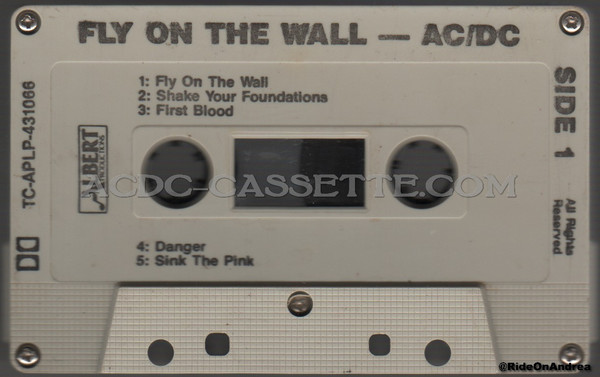 FLY ON THE WALL — AC/DC
1: Fly On The Wall
2: Shake Your Foundations
3: First Blood
SIDE 1
TC-APLP-431066
ALBERT
PRODUCTIONS
ACDC-CASSETTE.COM
All Rights
Reserved
4: Danger
5: Sink The Pink
@RideOnAndrea